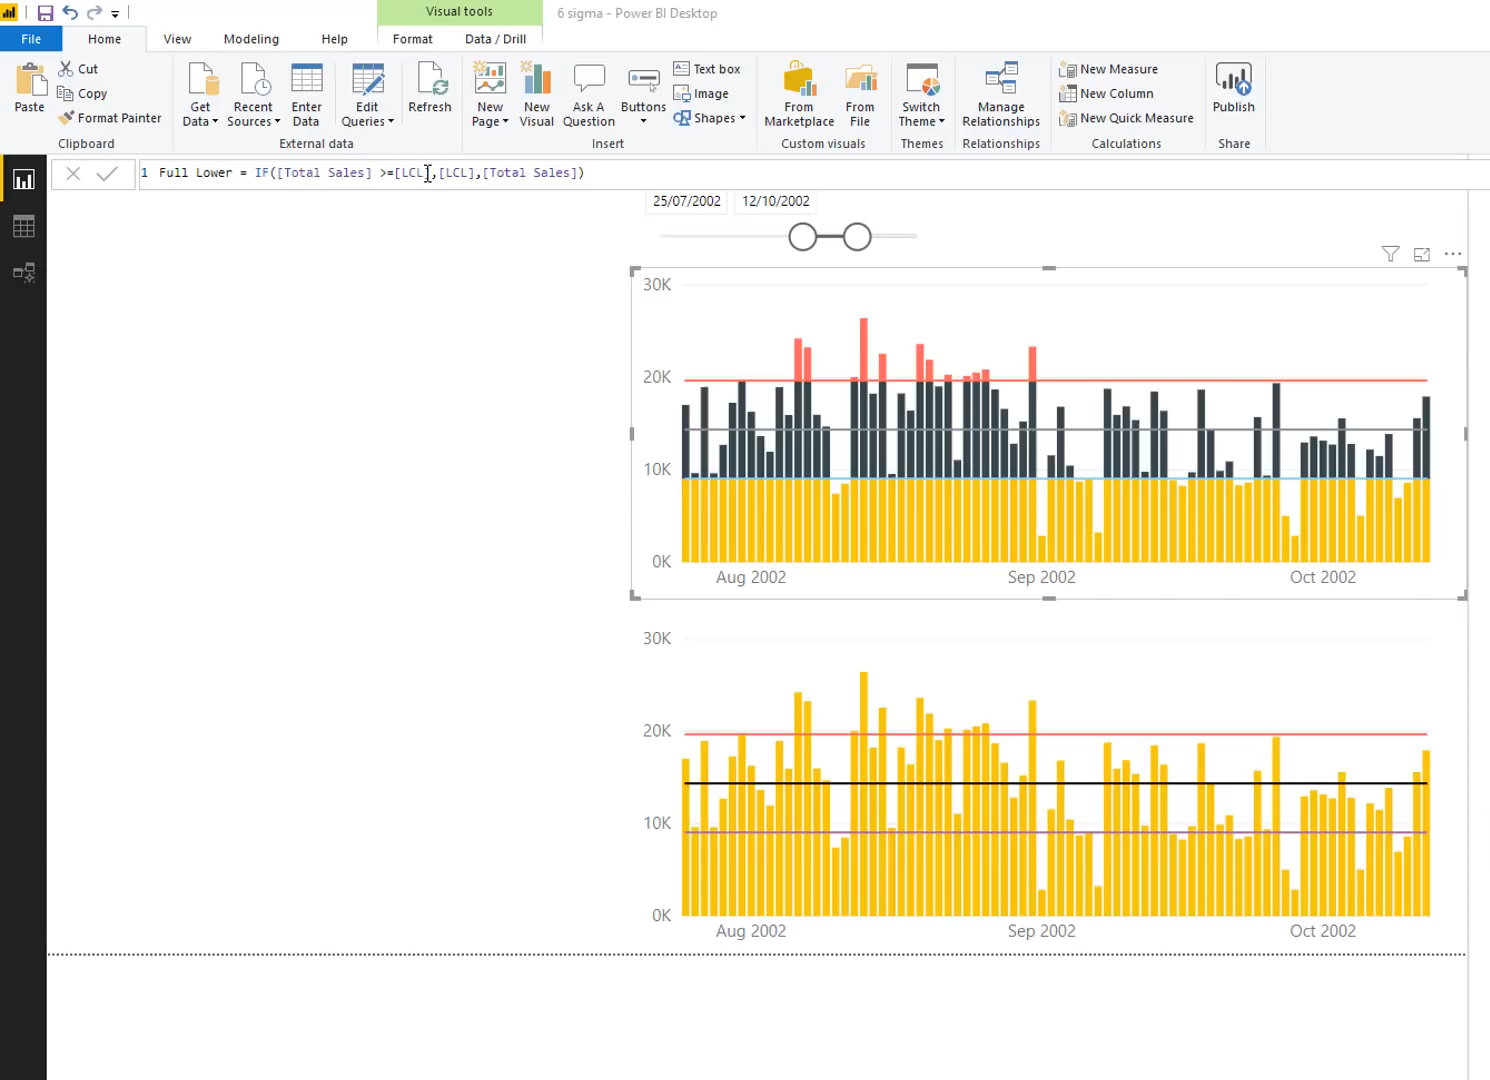 Visual tools
6 sigma - Power BI Desktop
File Home View Modeling Help Format Data / Drill
Paste
Cut
Copy
Format Painter
Clipboard
Get Data
Recent Sources
Enter Data
External data
Edit Queries
Refresh
New Page
New Visual
Ask A Question
Buttons
Text box
Image
Shapes
Insert
From Marketplace
From File
Custom visuals
Switch Theme
Themes
Manage Relationships
Relationships
New Measure
New Column
New Quick Measure
Calculations
Publish
Share
1 Full Lower = IF([Total Sales] >=[LCL],[LCL],[Total Sales])
25/07/2002 12/10/2002
30K
20K
10K
0K
Aug 2002 Sep 2002 Oct 2002
30K
20K
10K
0K
Aug 2002 Sep 2002 Oct 2002